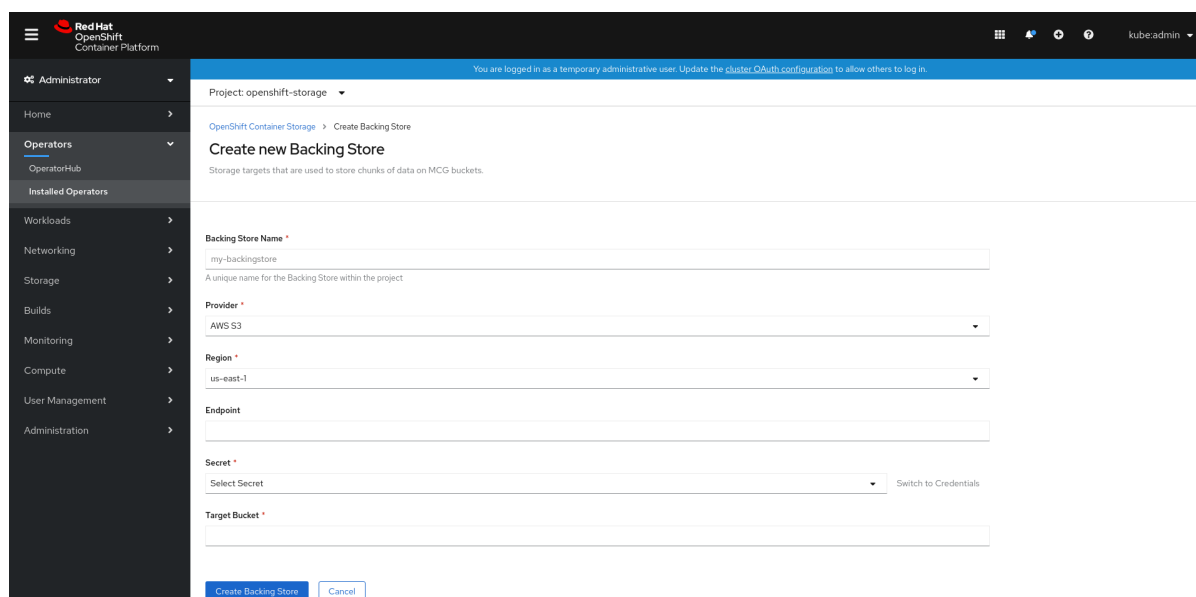 Red Hat
OpenShift
Container Platform
kube:admin
Administrator
You are logged in as a temporary administrative user. Update the cluster OAuth configuration to allow others to log in.
Project: openshift-storage
Home
Operators
OperatorHub
Installed Operators
Workloads
Networking
Storage
Builds
Monitoring
Compute
User Management
Administration
OpenShift Container Storage > Create Backing Store
Create new Backing Store
Storage targets that are used to store chunks of data on MCG buckets.
Backing Store Name *
my-backingstore
A unique name for the Backing Store within the project
Provider *
AWS S3
Region *
us-east-1
Endpoint
Secret *
Select Secret
Switch to Credentials
Target Bucket *
Create Backing Store
Cancel